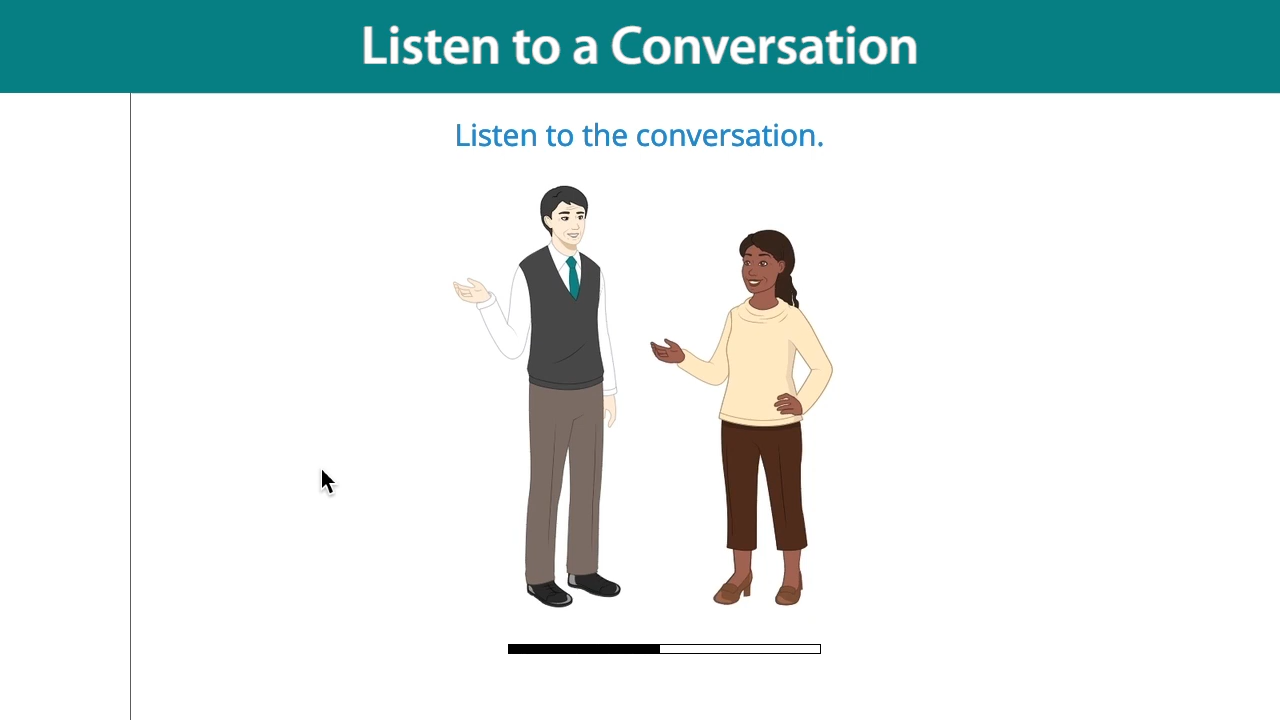 Listen to a Conversation
Listen to the conversation.